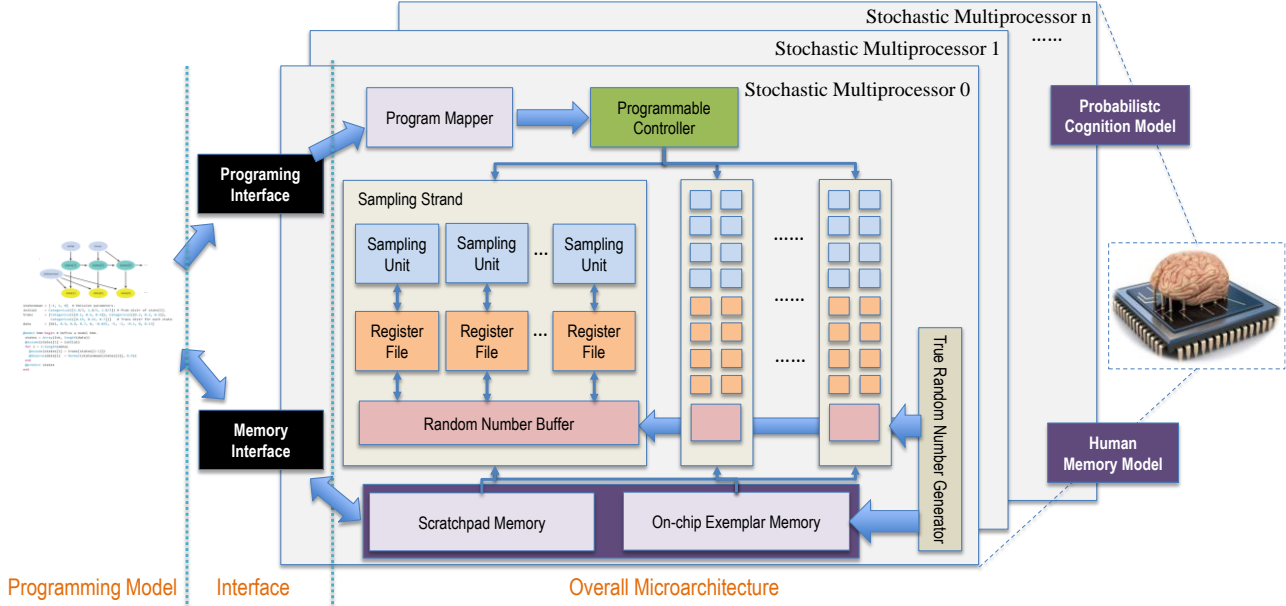 Stochastic Multiprocessor n
......
Stochastic Multiprocessor 1
Stochastic Multiprocessor 0
Program Mapper
Programmable
Controller
Probabilistc
Cognition Model
Programing
Interface
Sampling Strand
Sampling
Unit
Sampling
Unit
...
Sampling
Unit
......
......
Register
File
Register
File
...
Register
File
......
Random Number Buffer
True Random Number Generator
Memory
Interface
Human
Memory Model
Scratchpad Memory
On-chip Exemplar Memory
Programming Model
Interface
Overall Microarchitecture